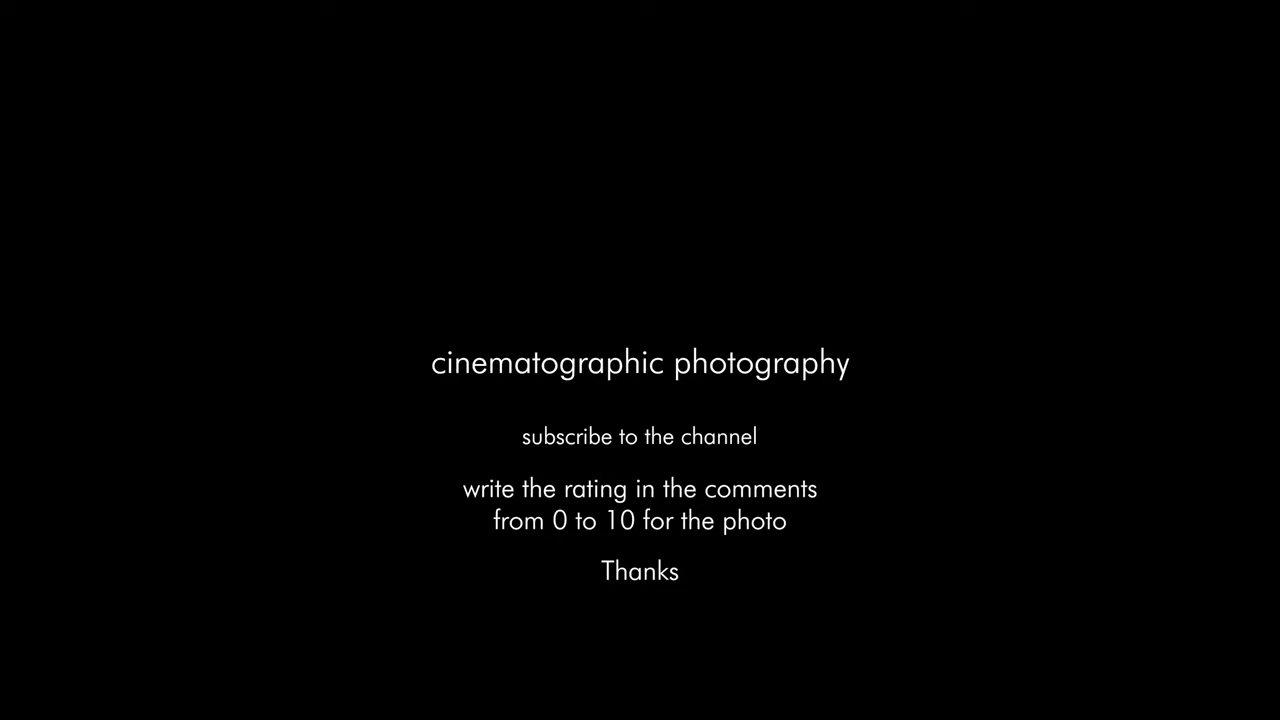 cinematographic photography
subscribe to the channel
write the rating in the comments
from 0 to 10 for the photo
Thanks